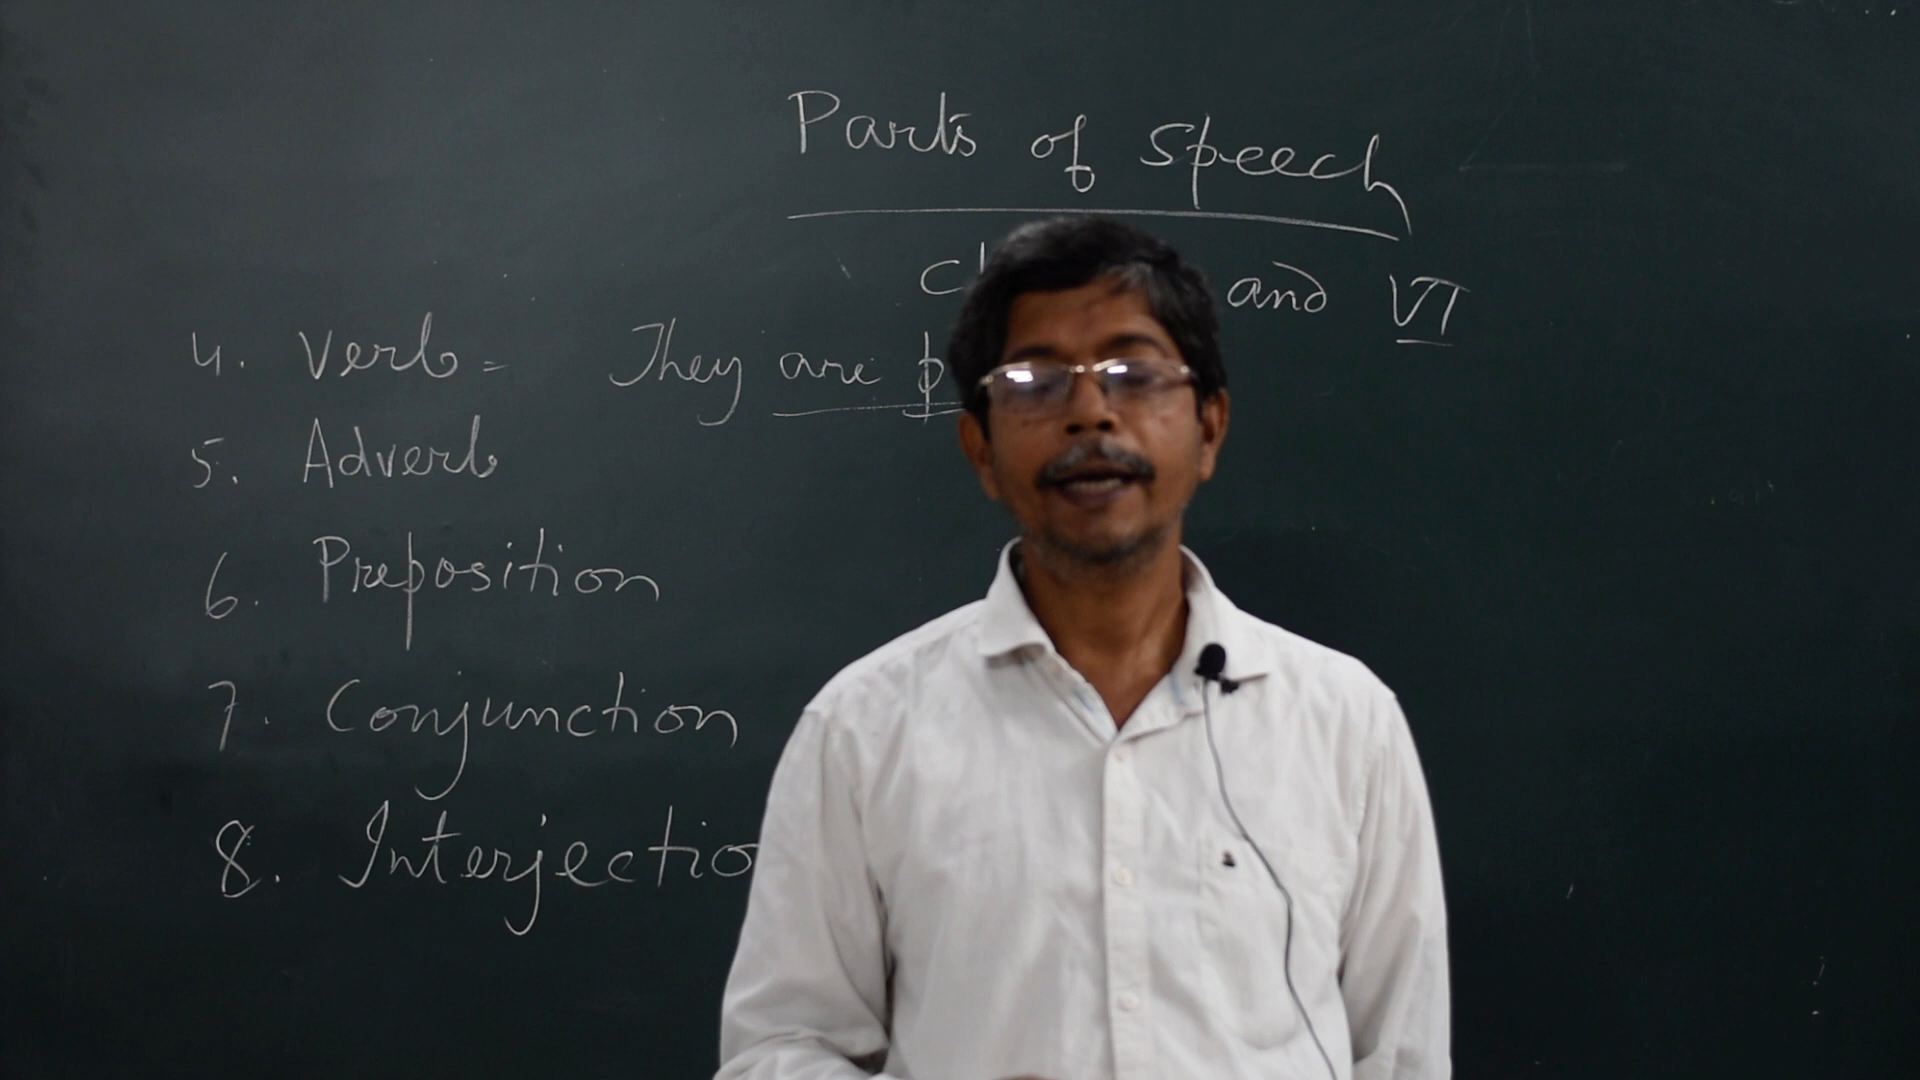 Parts of speech
and VI
4. Verb = They are
5. Adverb
6. Preposition
7. Conjunction
8. Interjectio